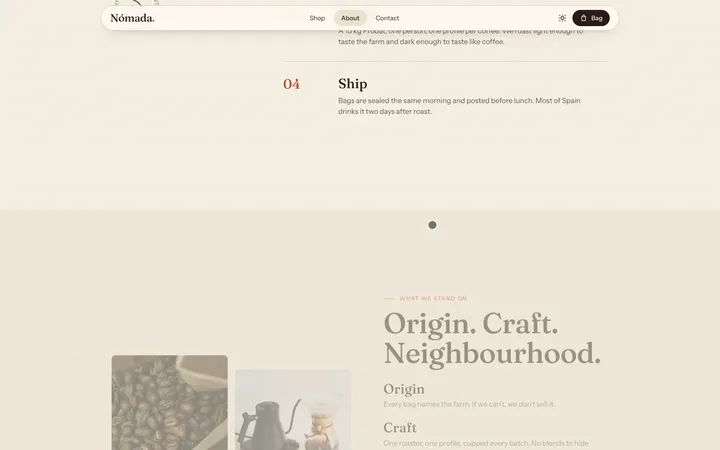 Nómada.
Shop
About
Contact
Bag
A 15 kg Probat, one person, one profile per coffee. We roast light enough to
taste the farm and dark enough to taste like coffee.
04
Ship
Bags are sealed the same morning and posted before lunch. Most of Spain
drinks it two days after roast.
WHAT WE STAND ON
Origin. Craft.
Neighbourhood.
Origin
Every bag names the farm. If we can't, we don't sell it.
Craft
One roaster, one profile, cupped every batch. No blends to hide